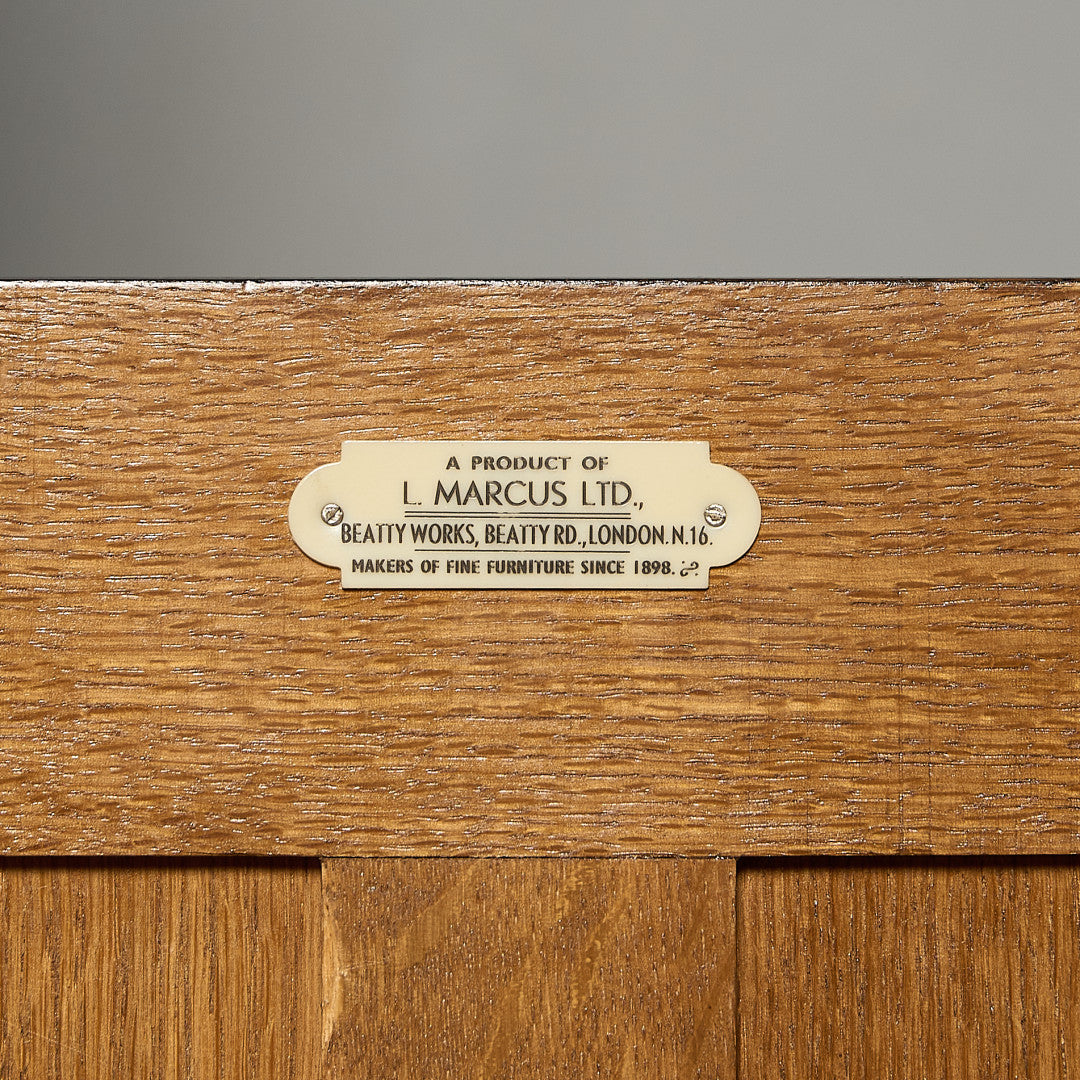 A PRODUCT OF
L. MARCUS LTD.,
BEATTY WORKS, BEATTY RD., LONDON. N.16.
MAKERS OF FINE FURNITURE SINCE 1898.